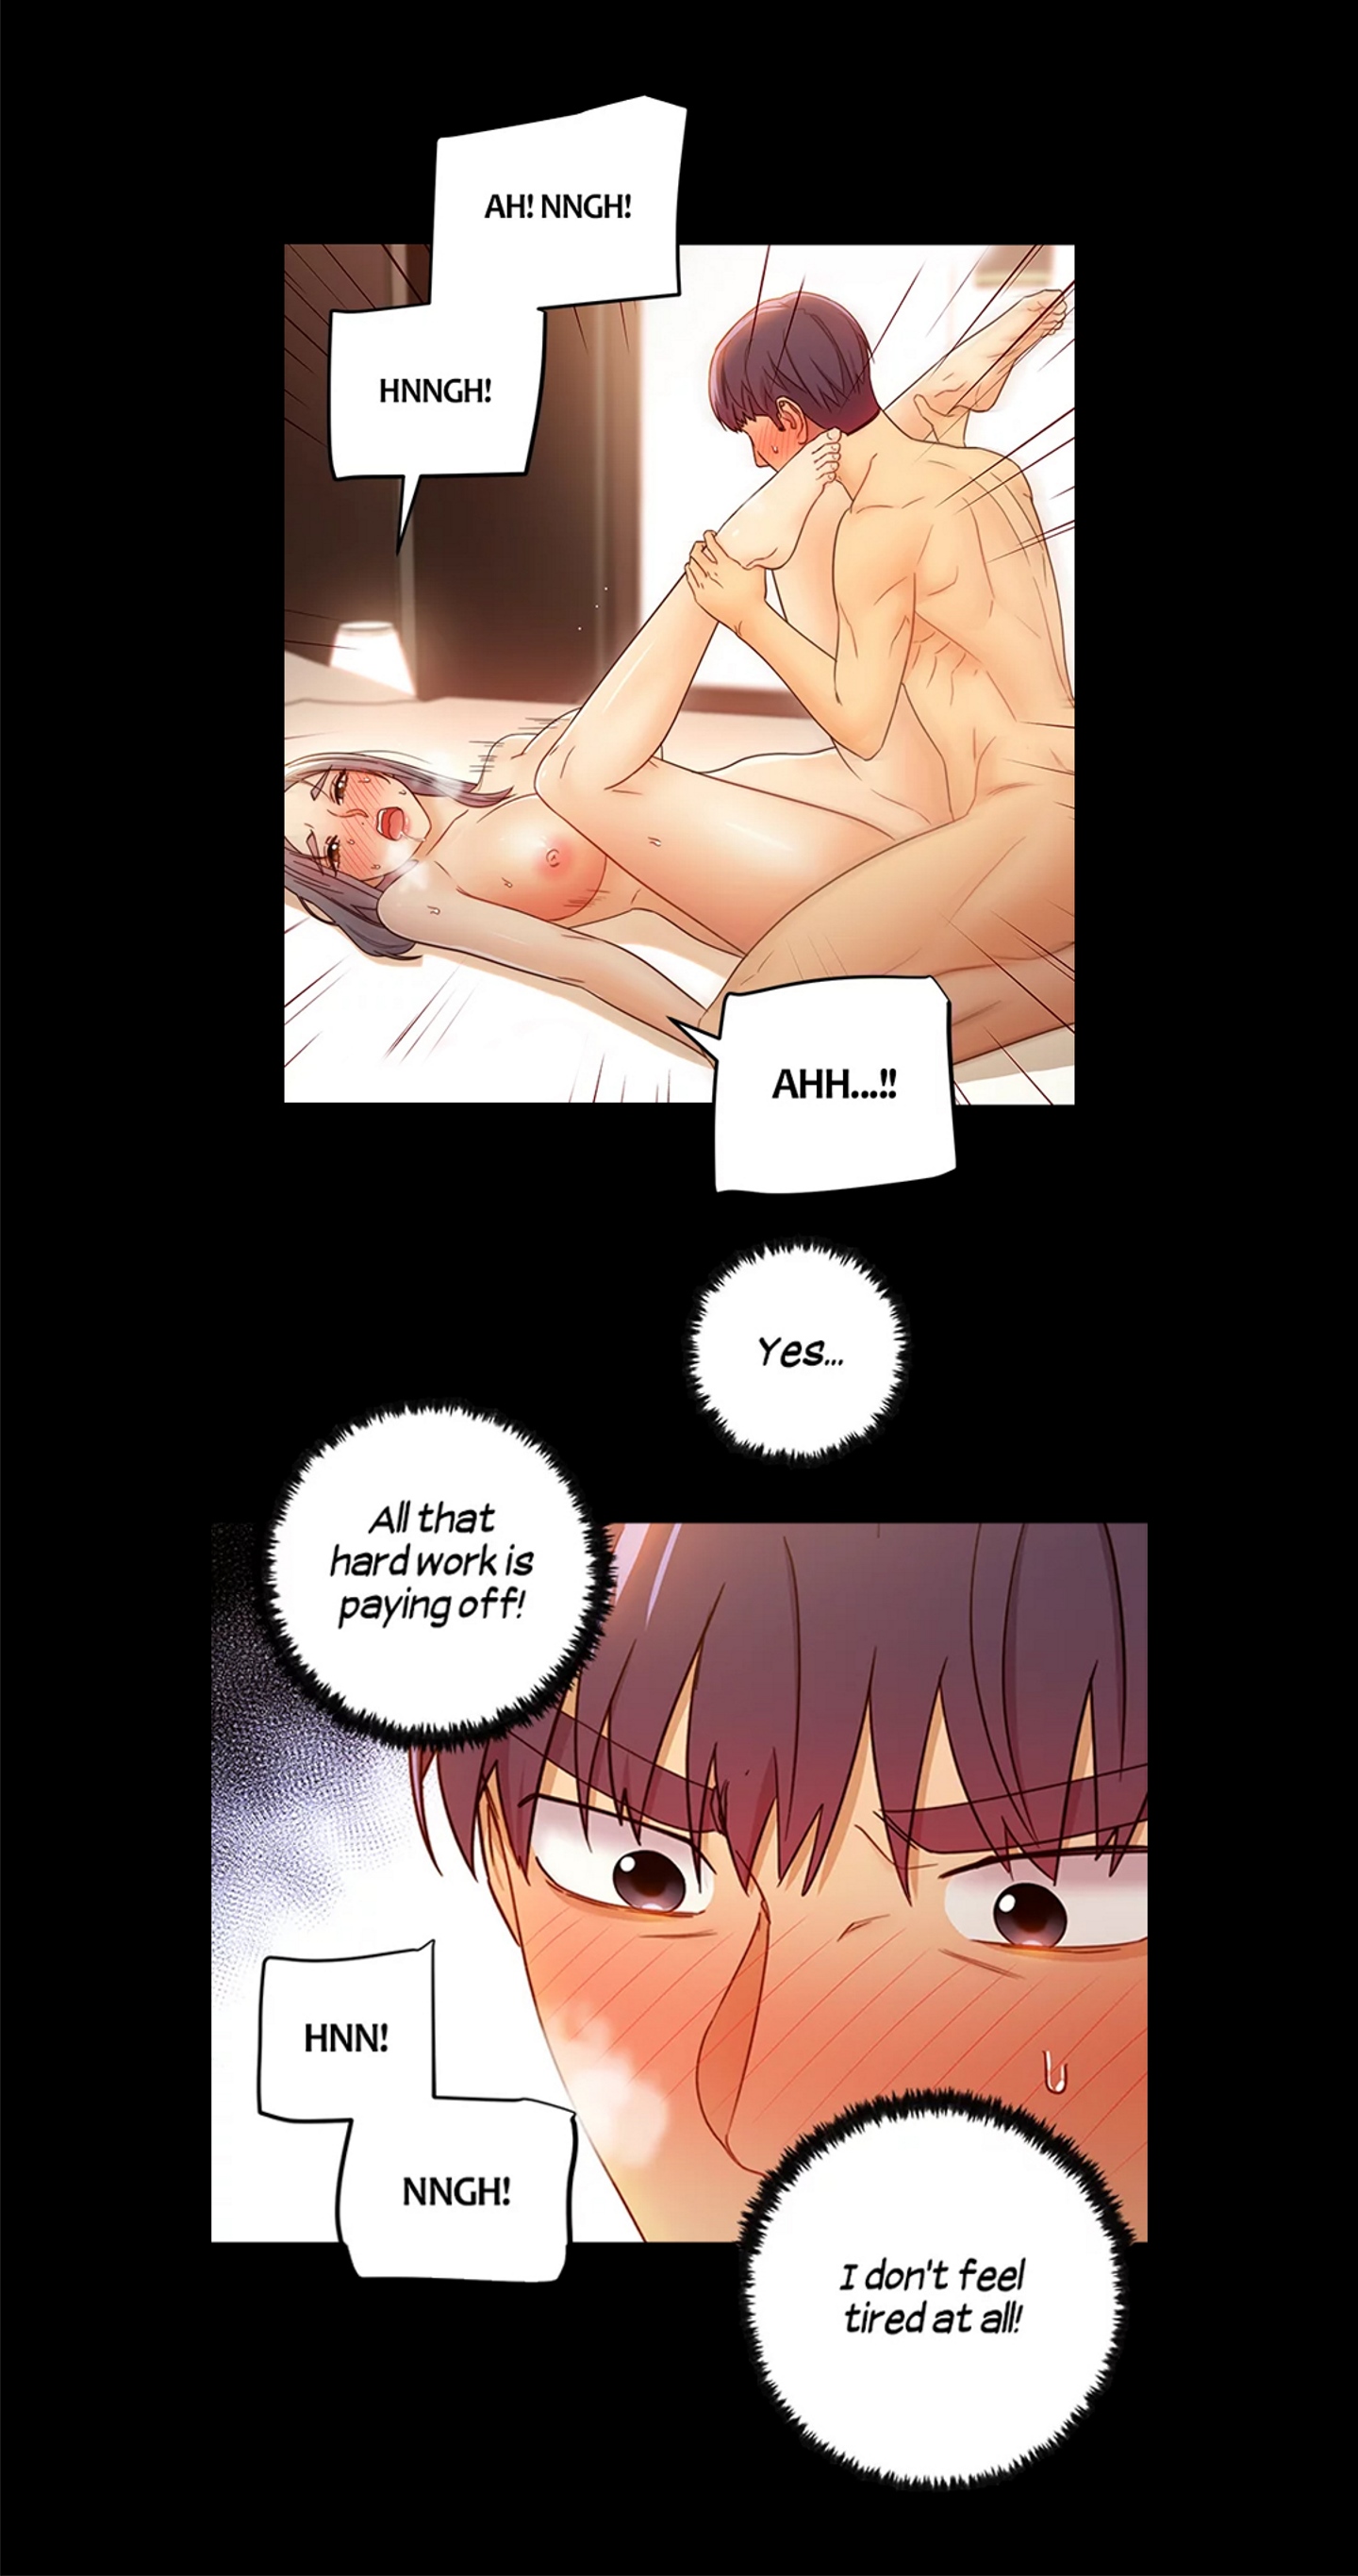 AH! NNGH!
HNNGH!
AHH...!!
Yes...
All that
hard work is
paying off!
HNN!
NNGH!
I don't feel
tired at all!